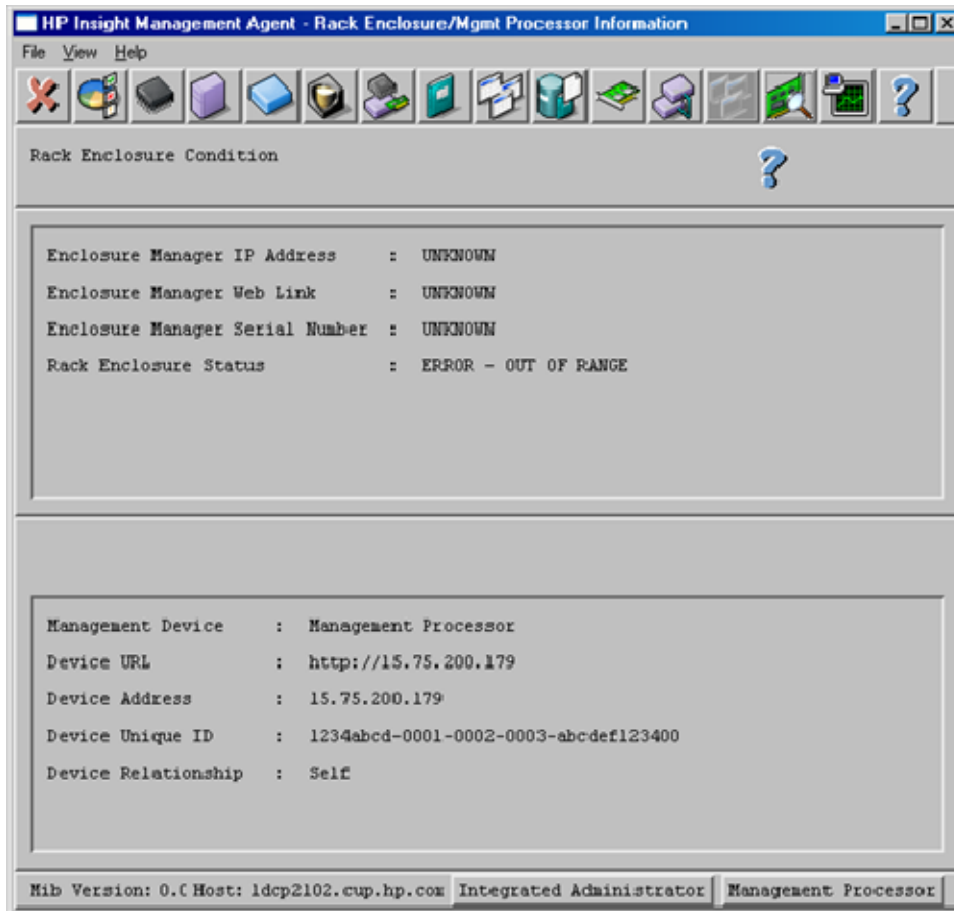 HP Insight Management Agent - Rack Enclosure/Mgmt Processor Information
File View Help
Rack Enclosure Condition
Enclosure Manager IP Address : UNKNOWN
Enclosure Manager Web Link : UNKNOWN
Enclosure Manager Serial Number : UNKNOWN
Rack Enclosure Status : ERROR - OUT OF RANGE
Management Device : Management Processor
Device URL : http://15.75.200.179
Device Address : 15.75.200.179
Device Unique ID : 1234abcd-0001-0002-0003-abcdef123400
Device Relationship : Self
Mib Version: 0.( Host: ldcp2102.cup.hp.com Integrated Administrator Management Processor